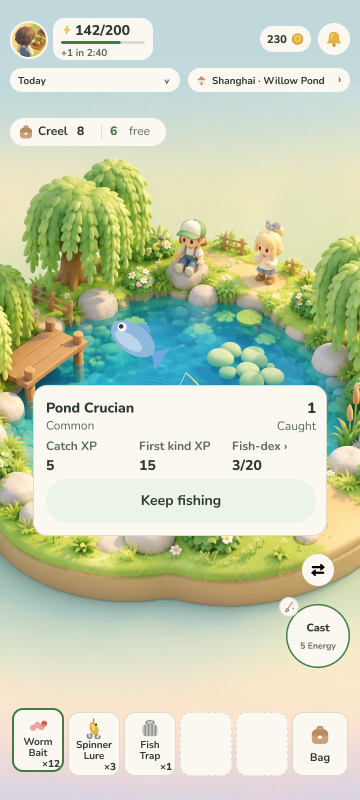 142/200
+1 in 2:40
230
Today
Shanghai · Willow Pond ›
Creel 8 6 free
Pond Crucian 1
Common Caught
Catch XP First kind XP Fish-dex ›
5 15 3/20
Keep fishing
Cast
5 Energy
Worm Bait ×12
Spinner Lure ×3
Fish Trap ×1
Bag